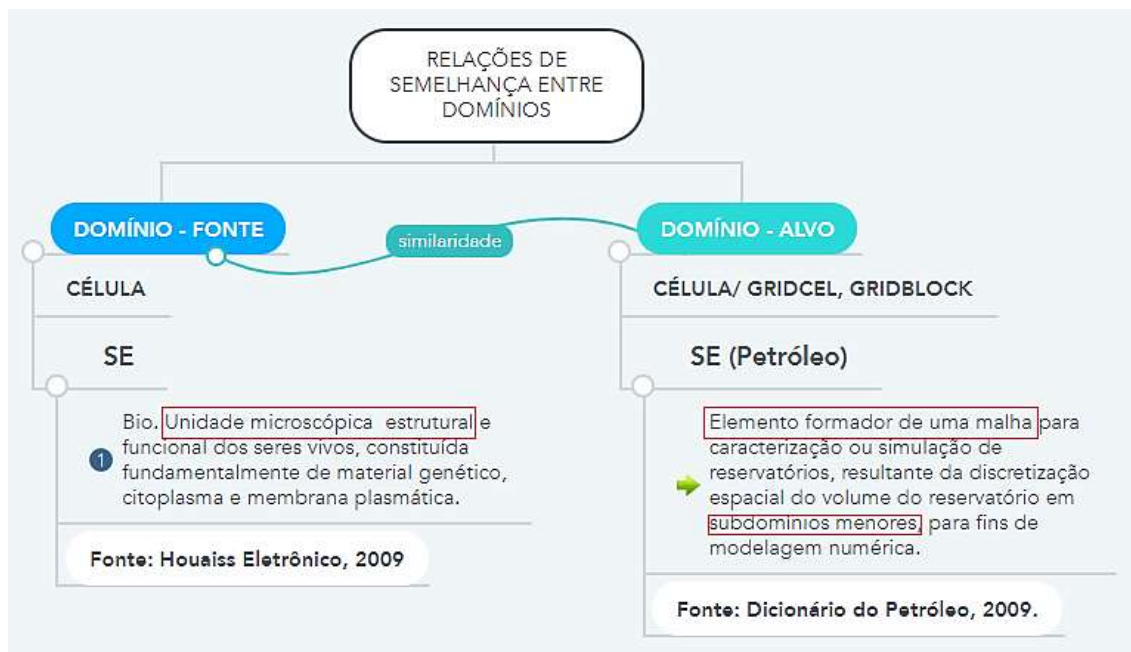 RELAÇÕES DE
SEMELHANÇA ENTRE
DOMÍNIOS
DOMÍNIO - FONTE
similaridade
DOMÍNIO - ALVO
CÉLULA
SE
1
Bio. Unidade microscópica estrutural e
funcional dos seres vivos, constituída
fundamentalmente de material genético,
citoplasma e membrana plasmática.
Fonte: Houaiss Eletrônico, 2009
CÉLULA/ GRIDCEL, GRIDBLOCK
SE (Petróleo)
Elemento formador de uma malha para
caracterização ou simulação de
reservatórios, resultante da discretização
espacial do volume do reservatório em
subdomínios menores, para fins de
modelagem numérica.
Fonte: Dicionário do Petróleo, 2009.